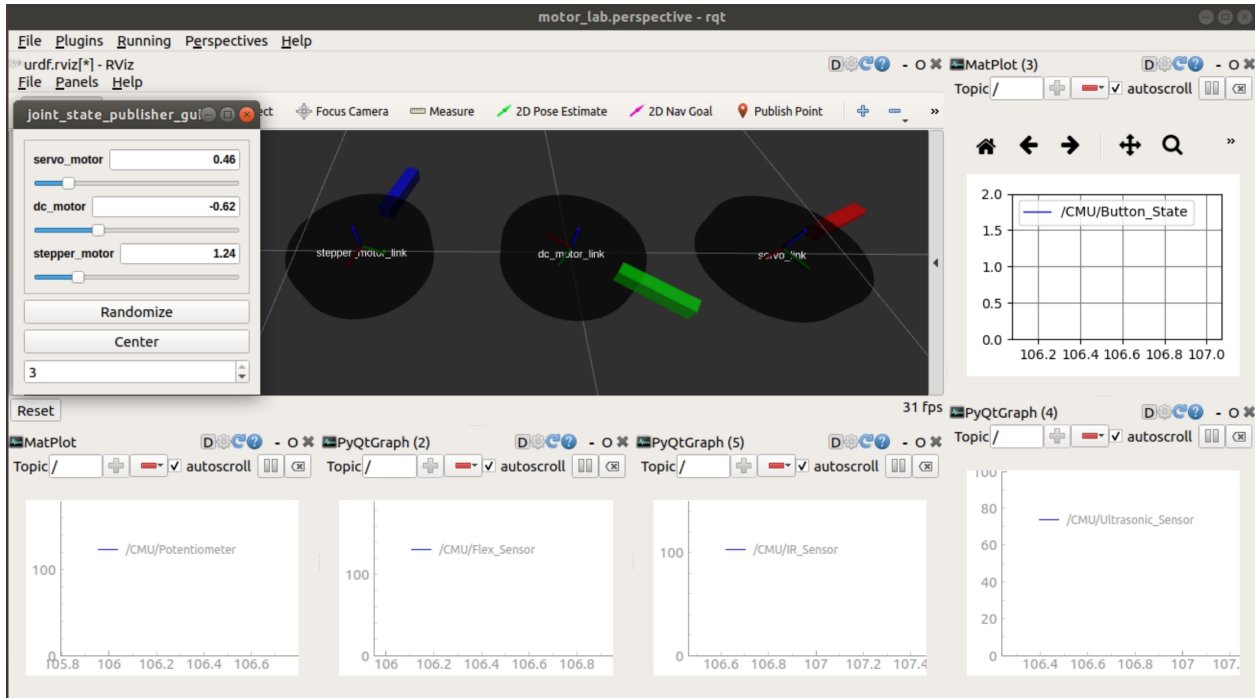 motor_lab.perspective - rqt
File Plugins Running Perspectives Help
urdf.rviz[*] - RViz
D - O
File Panels Help
joint_state_publisher_gui
Focus Camera Measure 2D Pose Estimate 2D Nav Goal Publish Point »
servo_motor 0.46
dc_motor -0.62
stepper_motor 1.24
Randomize
Center
3
stepper_motor_link
dc_motor_link
servo_link
Reset
31 fps
MatPlot (3) D - O
Topic / autoscroll
»
2.0
/CMU/Button_State
1.5
1.0
0.5
0.0
106.2 106.4 106.6 106.8 107.0
MatPlot D - O
Topic / autoscroll
/CMU/Potentiometer
100
0
105.8 106 106.2 106.4 106.6
PyQtGraph (2) D - O
Topic / autoscroll
/CMU/Flex_Sensor
100
0
106 106.2 106.4 106.6 106.8
PyQtGraph (5) D - O
Topic / autoscroll
/CMU/IR_Sensor
100
0
106.6 106.8 107 107.2 107.4
PyQtGraph (4) D - O
Topic / autoscroll
100
80
/CMU/Ultrasonic_Sensor
60
40
20
0
106.4 106.6 106.8 107 107.